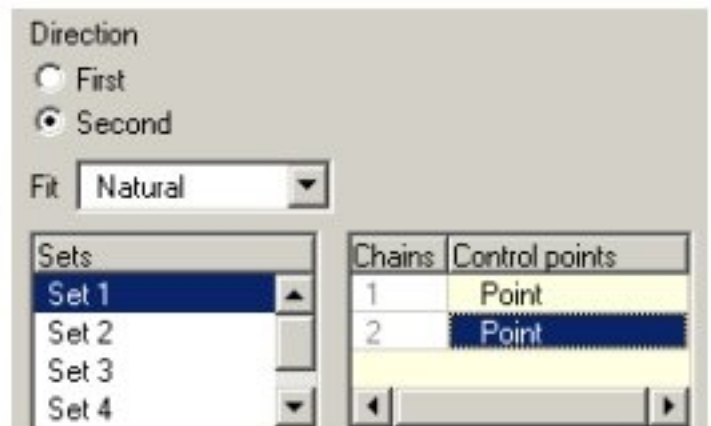 Direction
First
Second
Fit Natural
Sets
Set 1
Set 2
Set 3
Set 4
Chains Control points
1 Point
2 Point